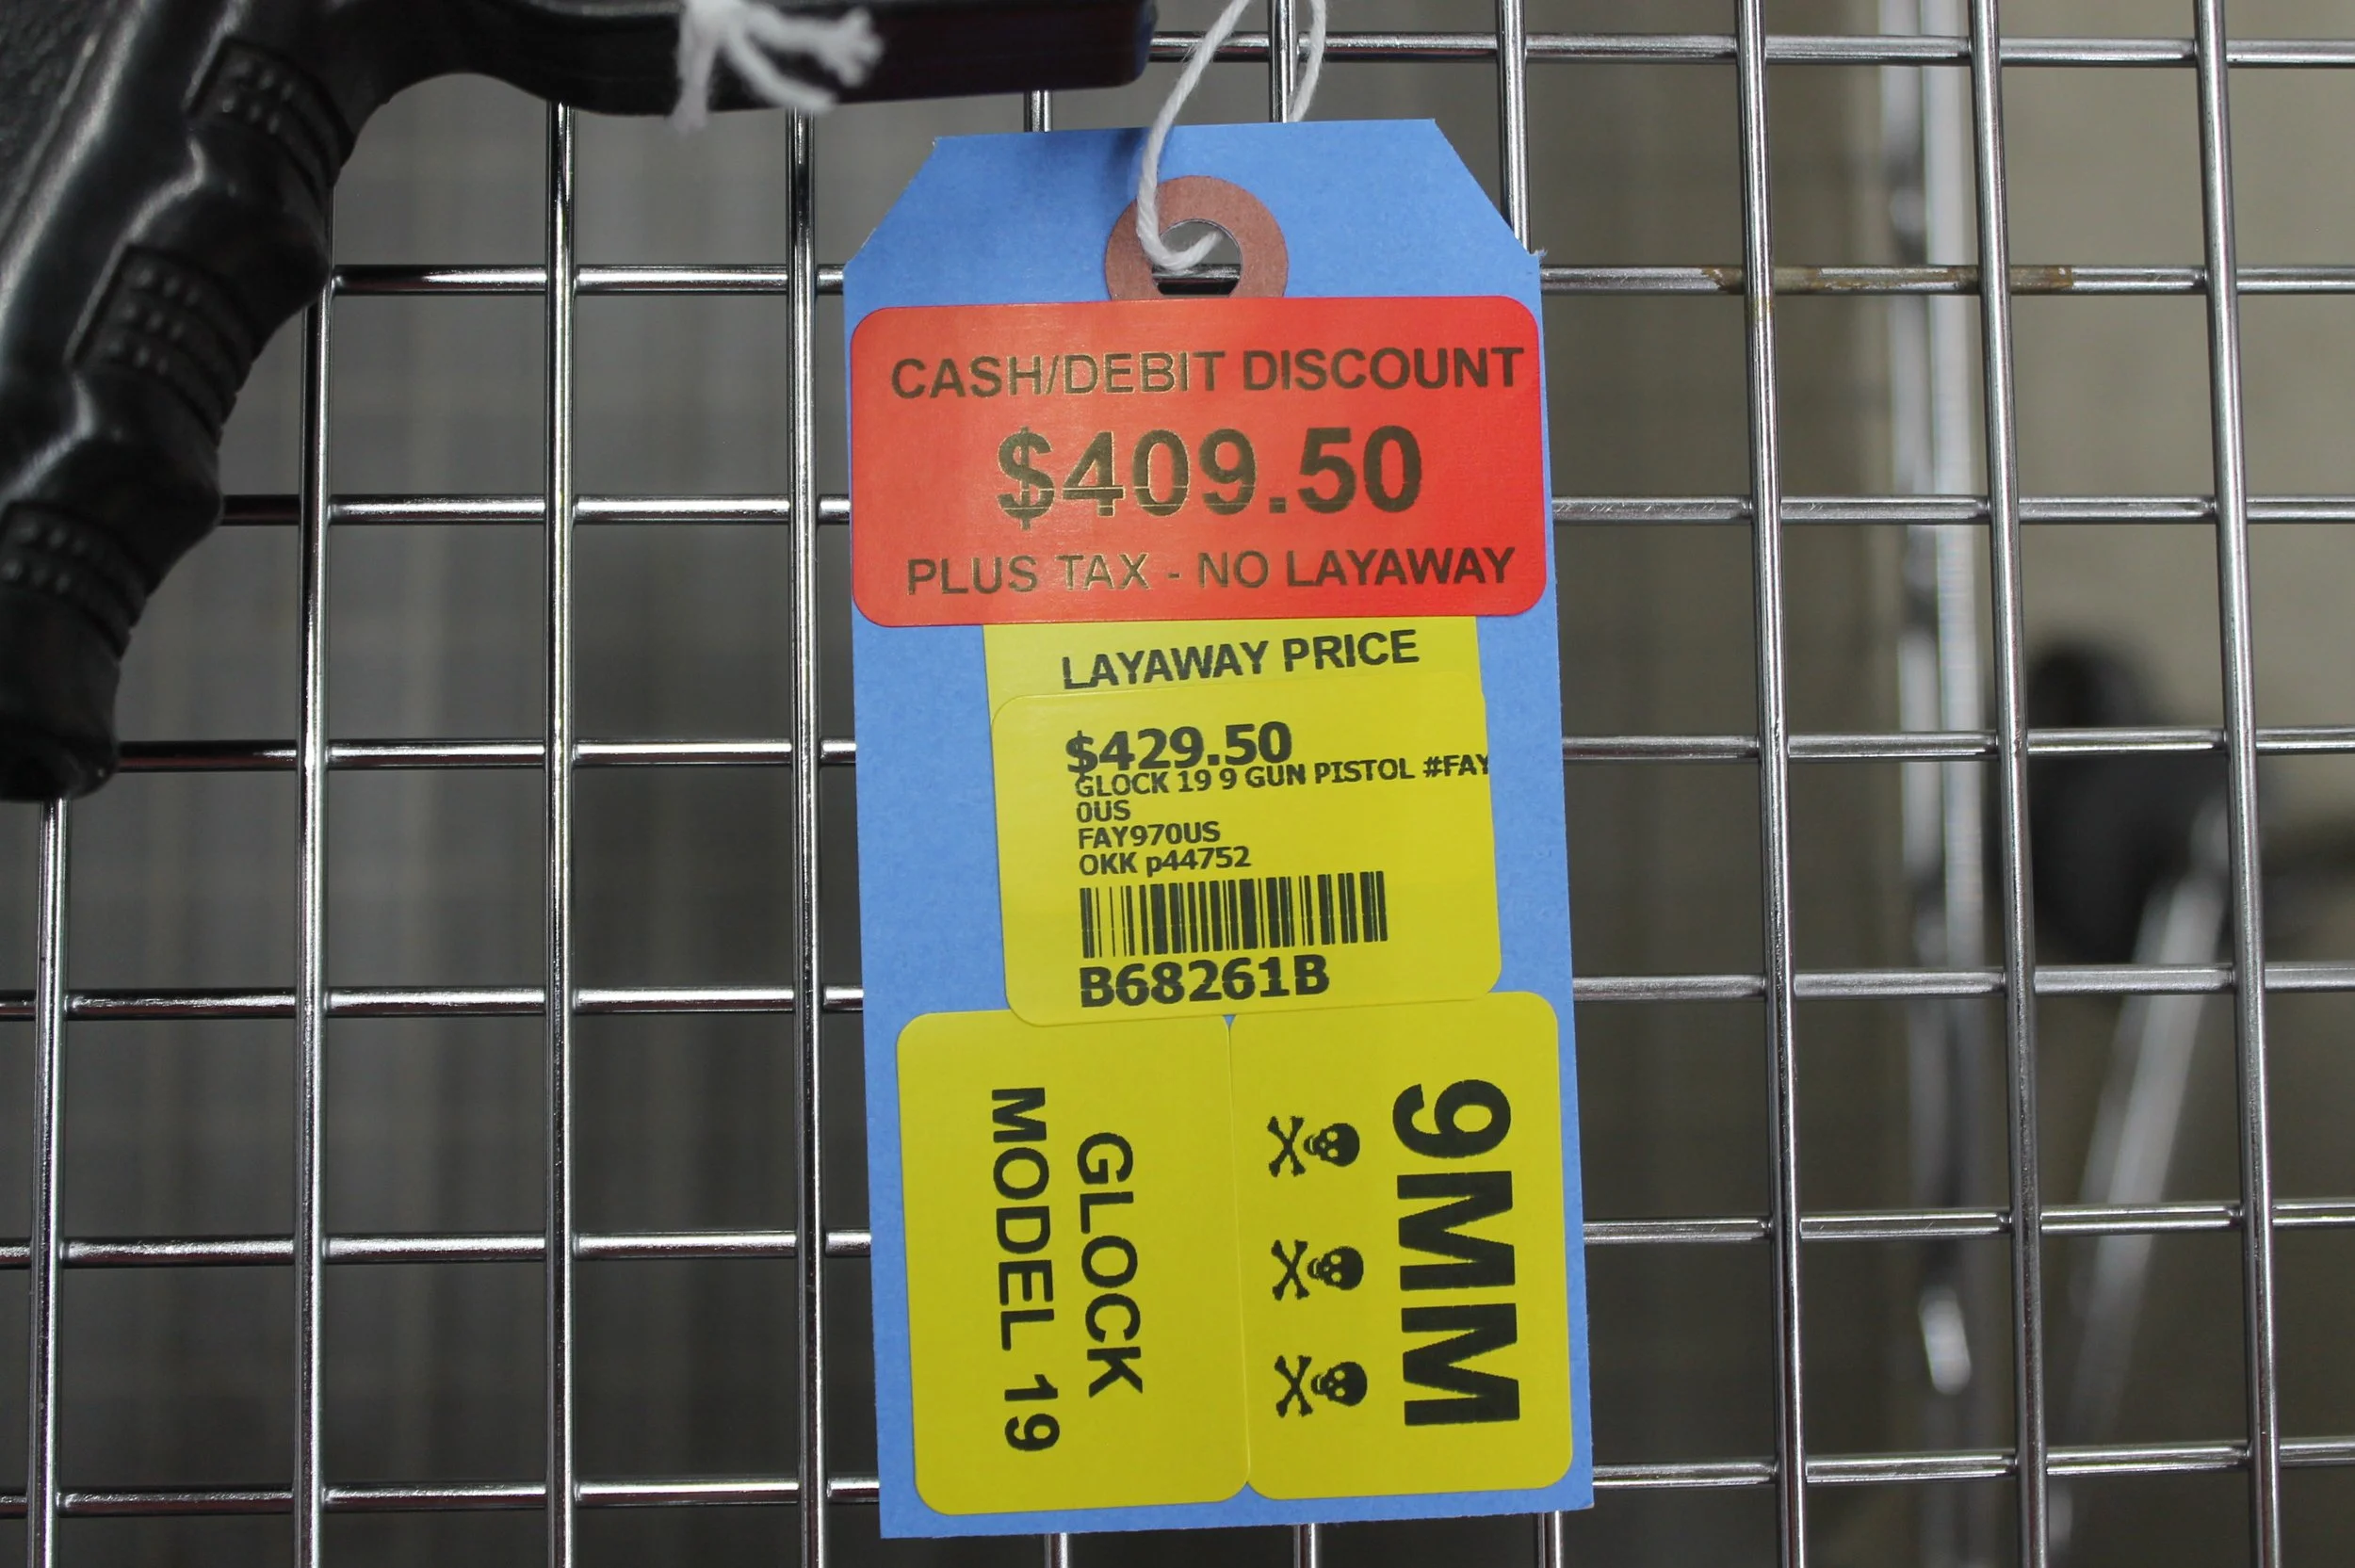 CASH/DEBIT DISCOUNT
$409.50
PLUS TAX - NO LAYAWAY
LAYAWAY PRICE
$429.50
GLOCK 19 9 GUN PISTOL #FAY
0US
FAY970US
OKK p44752
B68261B
GLOCK
MODEL 19
9MM